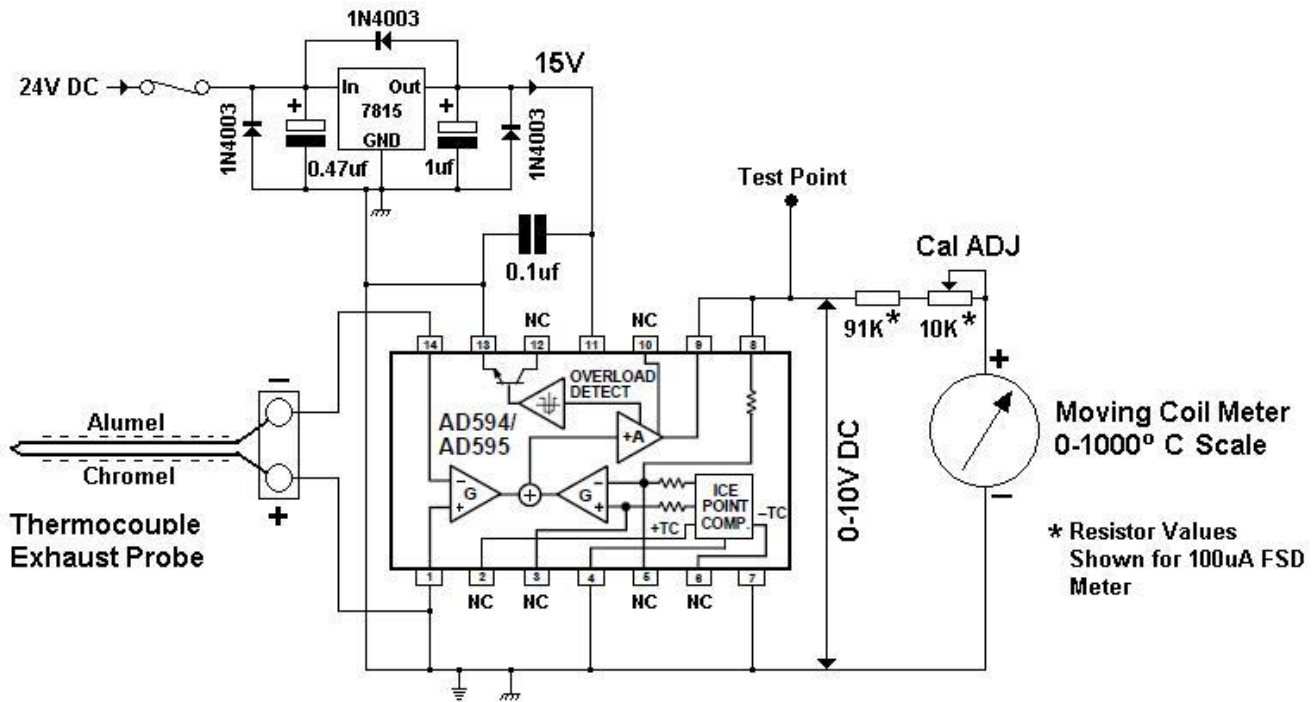 1N4003
24V DC
15V
In Out
7815
GND
+
+
1N4003
0.47uf
1uf
1N4003
Test Point
0.1uf
Cal ADJ
91K*
10K*
NC
NC
14
13
12
11
10
9
8
OVERLOAD
DETECT
AD594/
AD595
+A
−
G
+
+
−
G
+
ICE
POINT
COMP.
+TC
−TC
1
2
3
4
5
6
7
NC
NC
NC
NC
−
Alumel
Chromel
+
Thermocouple
Exhaust Probe
0-10V DC
+
−
Moving Coil Meter
0-1000º C Scale
* Resistor Values
Shown for 100uA FSD
Meter